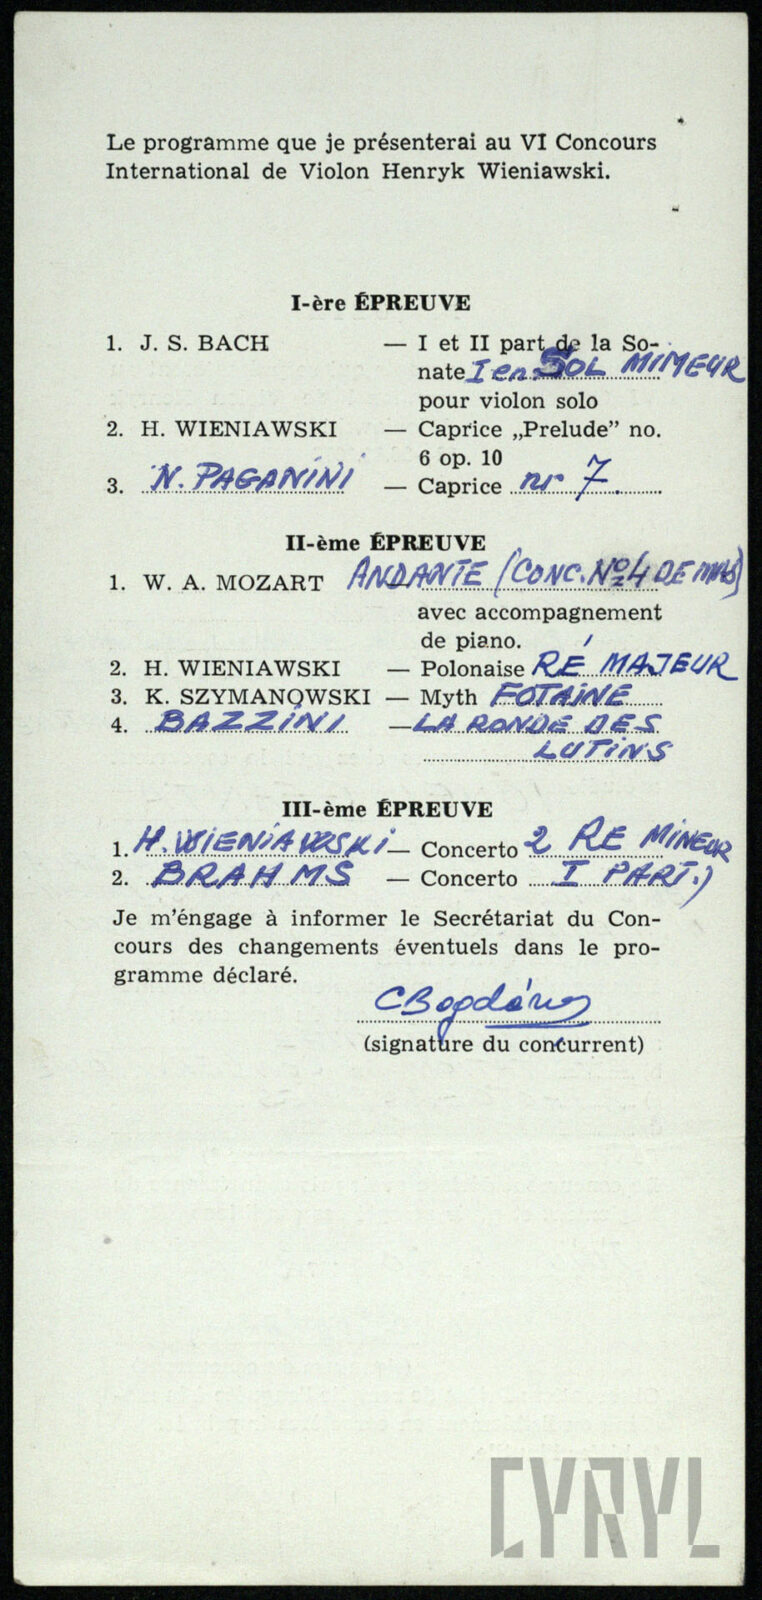 Le programme que je présenterai au VI Concours
International de Violon Henryk Wieniawski.
I-ère ÉPREUVE
1. J. S. BACH — I et II part de la So-
nate I en SOL MIMEUR
pour violon solo
2. H. WIENIAWSKI — Caprice „Prelude” no.
6 op. 10
3. N. PAGANINI — Caprice nr 7.
II-ème ÉPREUVE
1. W. A. MOZART — ANDANTE (CONC. No 4 DE
avec accompagnement
de piano.
2. H. WIENIAWSKI — Polonaise RÉ MAJEUR
3. K. SZYMANOWSKI — Myth FOTAINE
4. BAZZINI — LA RONDE DES
LUTINS
III-ème ÉPREUVE
1. H. WIENIAWSKI — Concerto 2 RE MINEUR
2. BRAHMS — Concerto I PART.)
Je m'éngage à informer le Secrétariat du Con-
cours des changements éventuels dans le pro-
gramme déclaré.
(signature du concurrent)
CYRYL